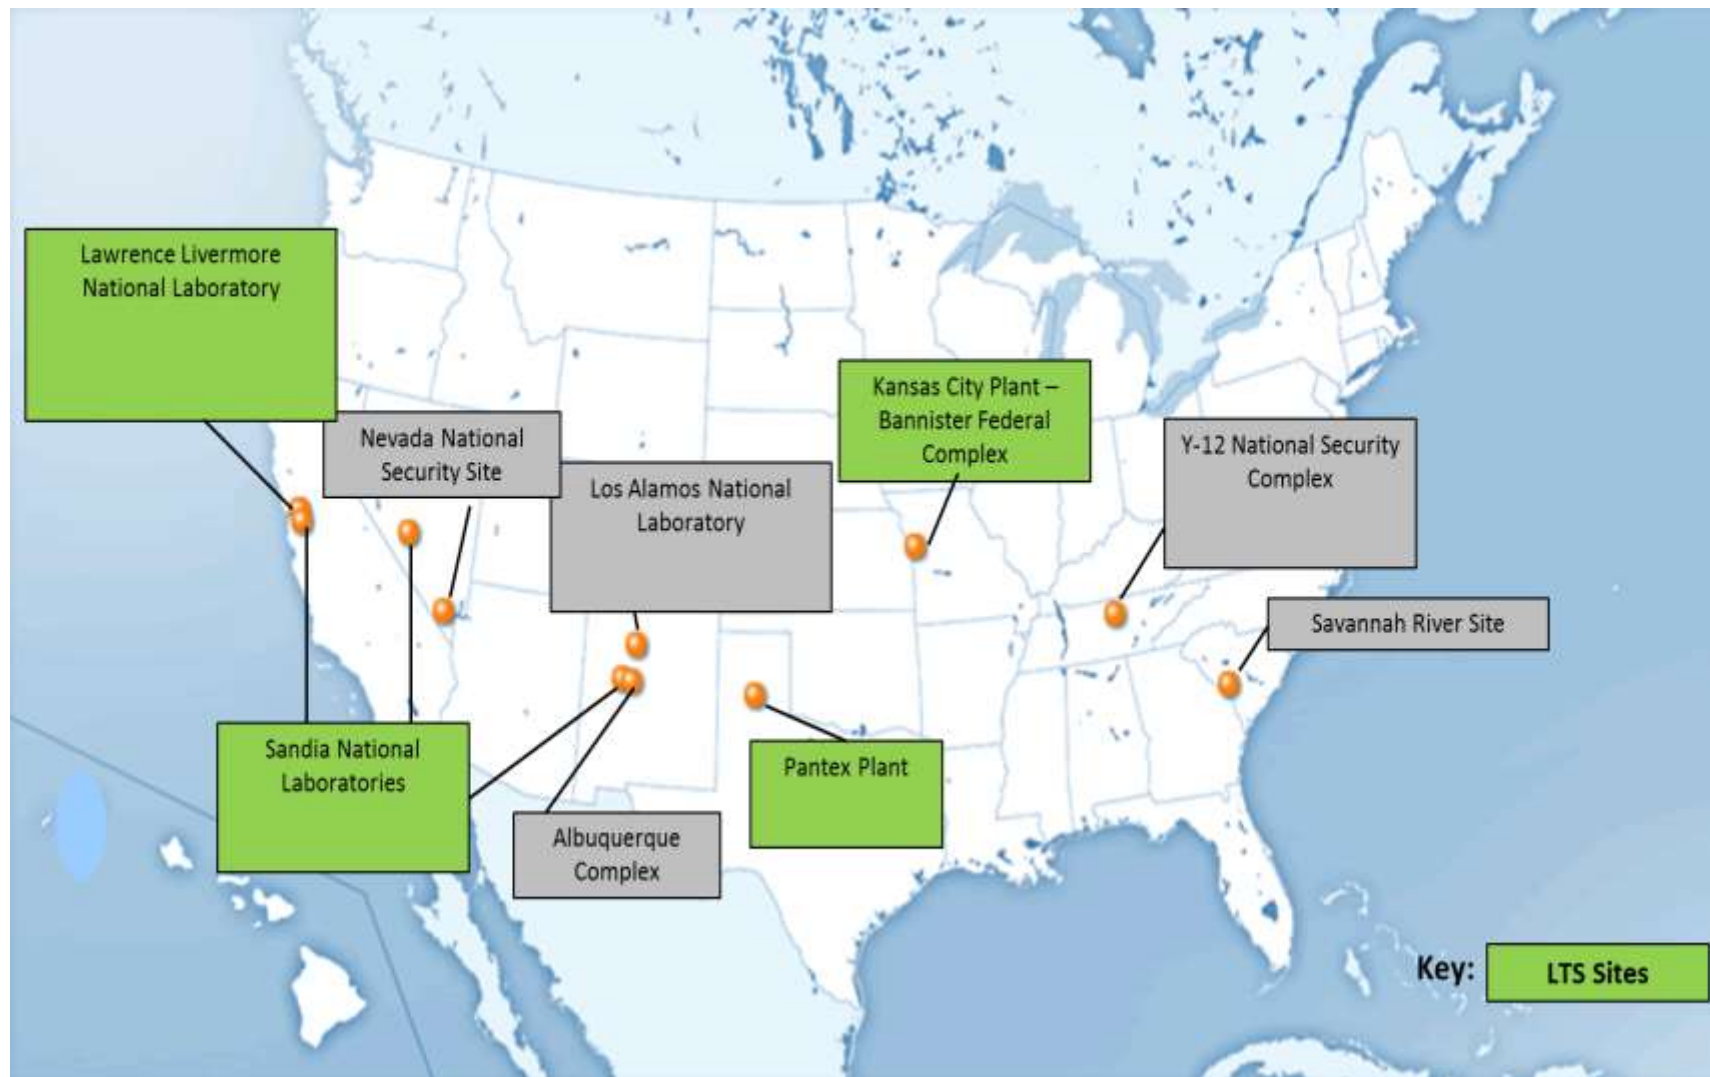 Lawrence Livermore
National Laboratory
Nevada National
Security Site
Los Alamos National
Laboratory
Kansas City Plant –
Bannister Federal
Complex
Y-12 National Security
Complex
Savannah River Site
Sandia National
Laboratories
Albuquerque
Complex
Pantex Plant
Key:
LTS Sites